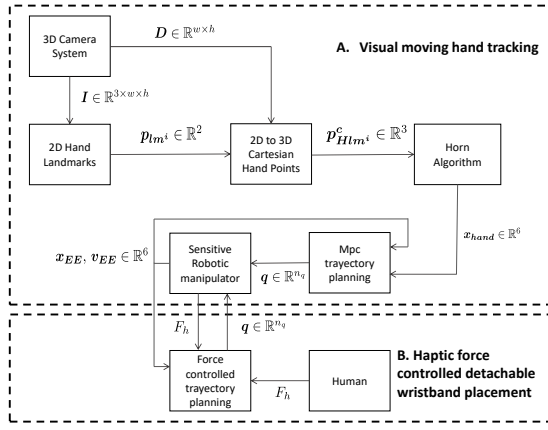 3D Camera
System
D ∈ ℝ^{w×h}
A. Visual moving hand tracking
I ∈ ℝ^{3×w×h}
2D Hand
Landmarks
p_{lm^i} ∈ ℝ^2
2D to 3D
Cartesian
Hand Points
p^c_{Hlm^i} ∈ ℝ^3
Horn
Algorithm
x_{hand} ∈ ℝ^6
x_{EE}, v_{EE} ∈ ℝ^6
Sensitive
Robotic
manipulator
q ∈ ℝ^{n_q}
Mpc
trayectory
planning
F_h
q ∈ ℝ^{n_q}
Force
controlled
trayectory
planning
F_h
Human
B. Haptic force
controlled detachable
wristband placement